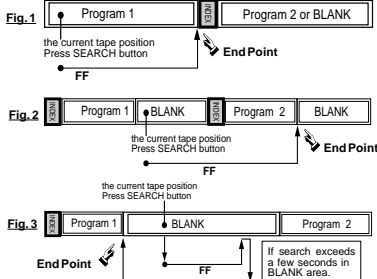 Fig. 1
Program 1
INDEX
Program 2 or BLANK
the current tape position
Press SEARCH button
End Point
FF
Fig. 2
INDEX
Program 1
BLANK
INDEX
Program 2
BLANK
the current tape position
Press SEARCH button
End Point
FF
the current tape position
Press SEARCH button
Fig. 3
INDEX
Program 1
BLANK
Program 2
End Point
FF
If search exceeds
a few seconds in
BLANK area.